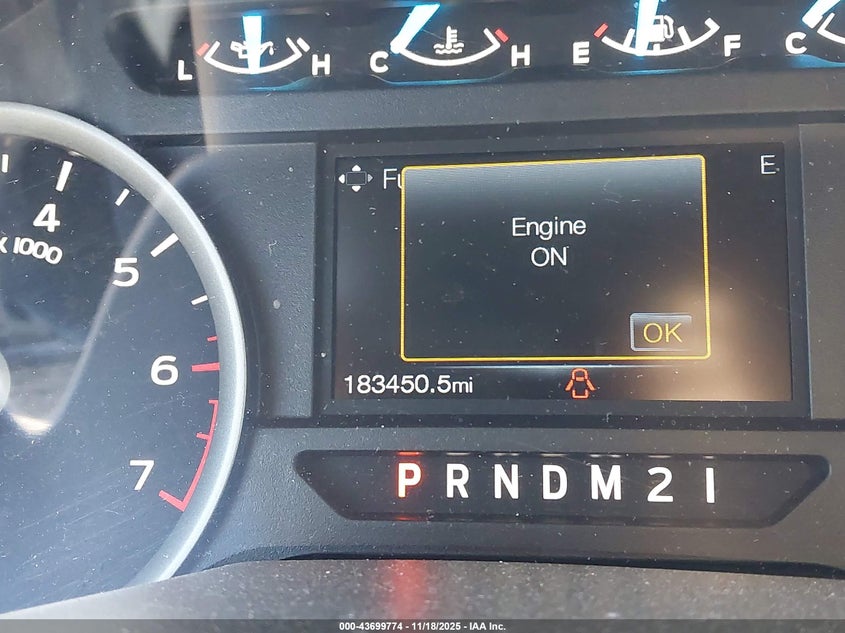 L H C H E F C
4
x 1000
5
6
7
Fu
E
Engine
ON
OK
183450.5mi
P R N D M 2 1
000-43699774 - 11/18/2025 - IAA Inc.